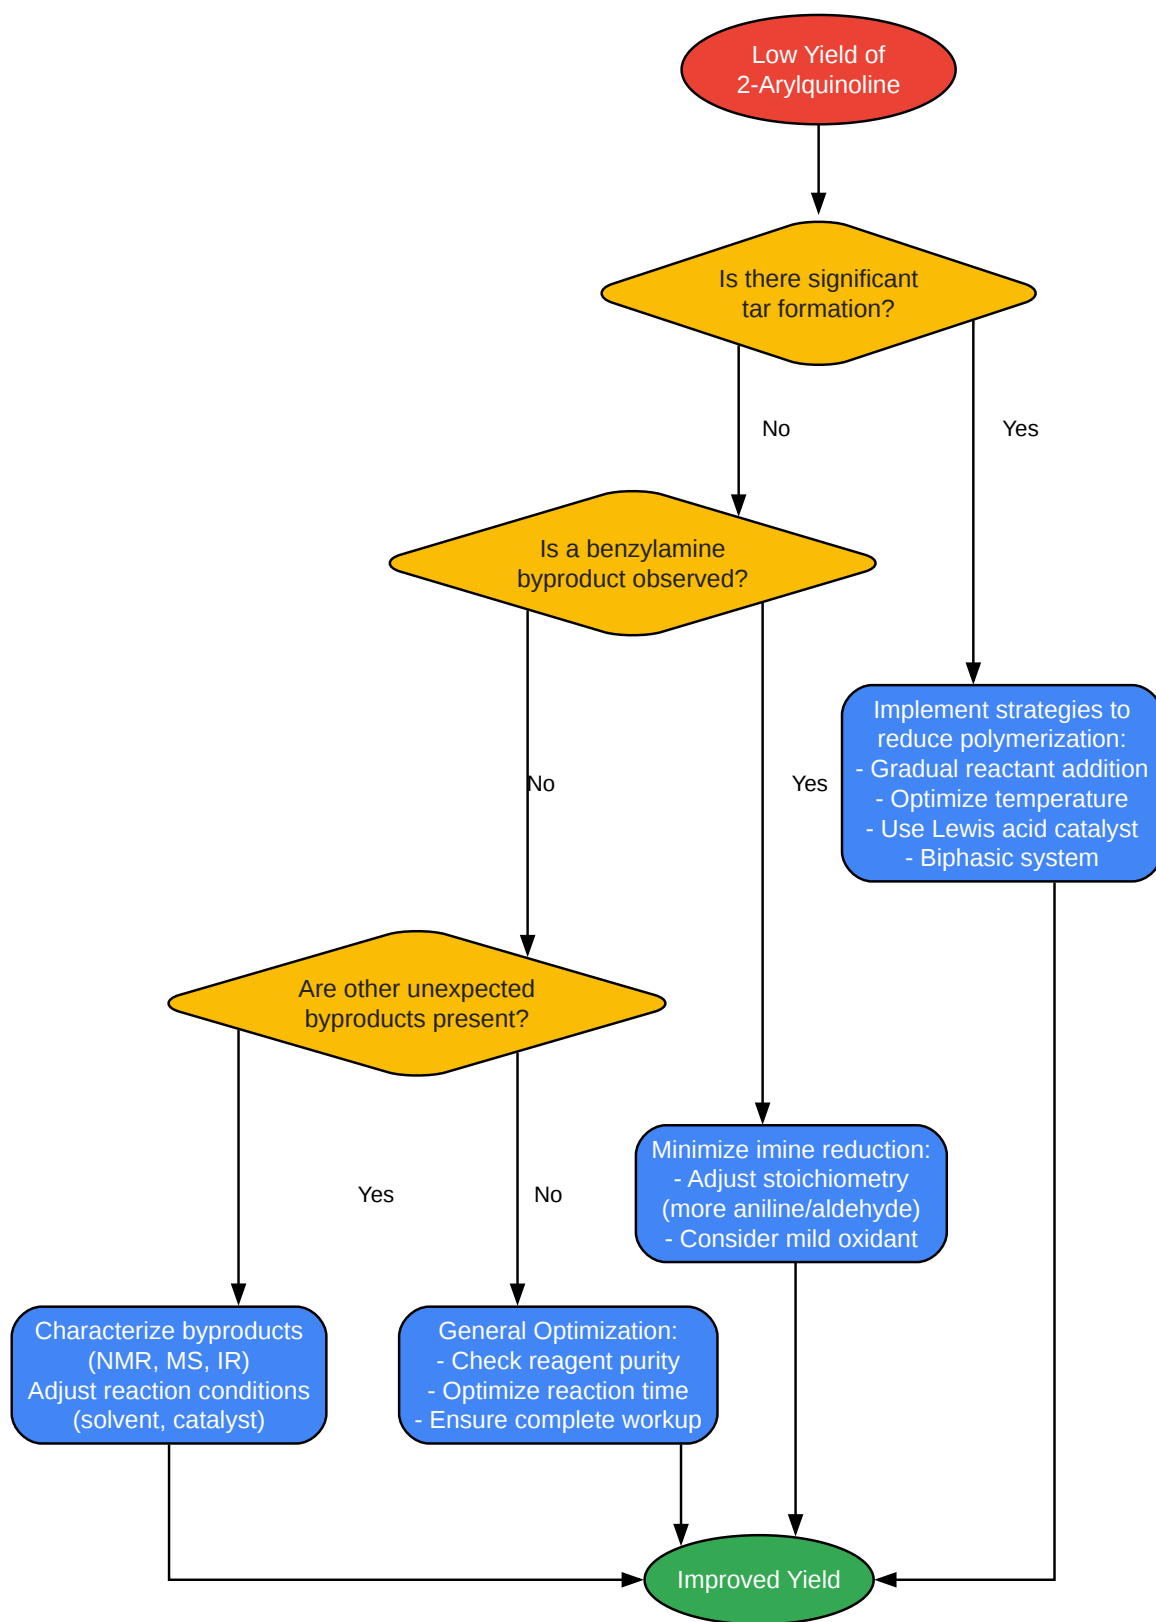 Low Yield of
2-Arylquinoline
Is there significant
tar formation?
No
Yes
Is a benzylamine
byproduct observed?
Implement strategies to
reduce polymerization:
- Gradual reactant addition
- Optimize temperature
- Use Lewis acid catalyst
- Biphasic system
No
Yes
Are other unexpected
byproducts present?
Minimize imine reduction:
- Adjust stoichiometry
(more aniline/aldehyde)
- Consider mild oxidant
Yes
No
Characterize byproducts
(NMR, MS, IR)
Adjust reaction conditions
(solvent, catalyst)
General Optimization:
- Check reagent purity
- Optimize reaction time
- Ensure complete workup
Improved Yield